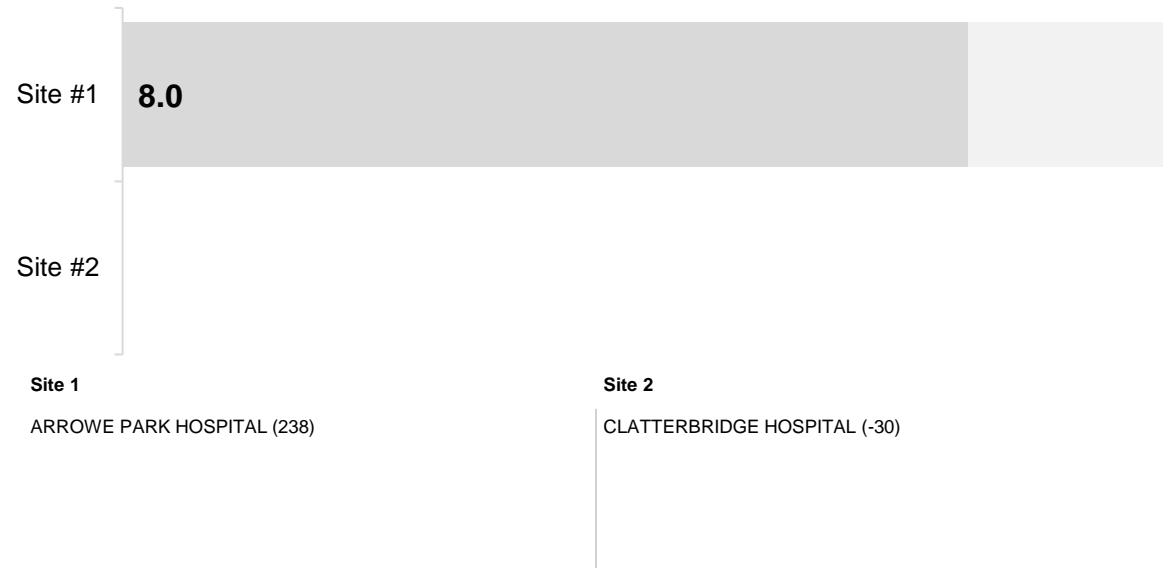 Site #1
8.0
Site #2
Site 1
Site 2
ARROWE PARK HOSPITAL (238)
CLATTERBRIDGE HOSPITAL (-30)